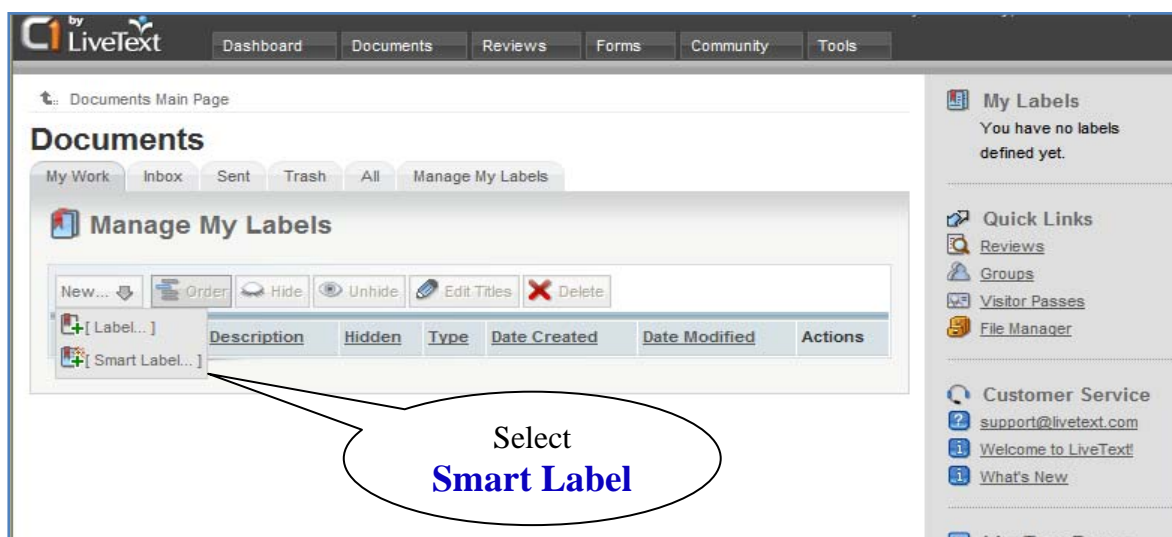 C1 by LiveText
Dashboard Documents Reviews Forms Community Tools
Documents Main Page
Documents
My Work Inbox Sent Trash All Manage My Labels
Manage My Labels
New... Order Hide Unhide Edit Titles Delete
[ Label... ]
[ Smart Label... ]
Description Hidden Type Date Created Date Modified Actions
Select
Smart Label
My Labels
You have no labels
defined yet.
Quick Links
Reviews
Groups
Visitor Passes
File Manager
Customer Service
support@livetext.com
Welcome to LiveText!
What's New